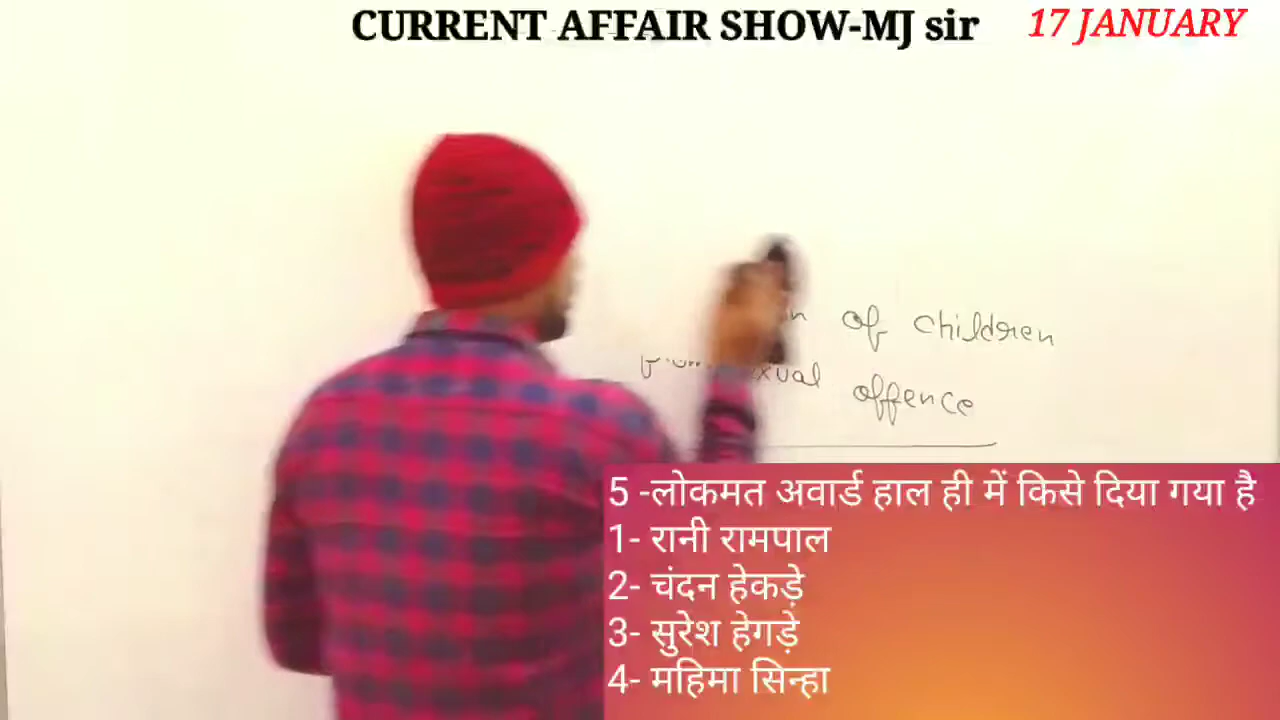 CURRENT AFFAIR SHOW-MJ sir 17 JANUARY
of children
offence
5 -लोकमत अवार्ड हाल ही में किसे दिया गया है
1- रानी रामपाल
2- चंदन हेकड़े
3- सुरेश हेगड़े
4- महिमा सिन्हा